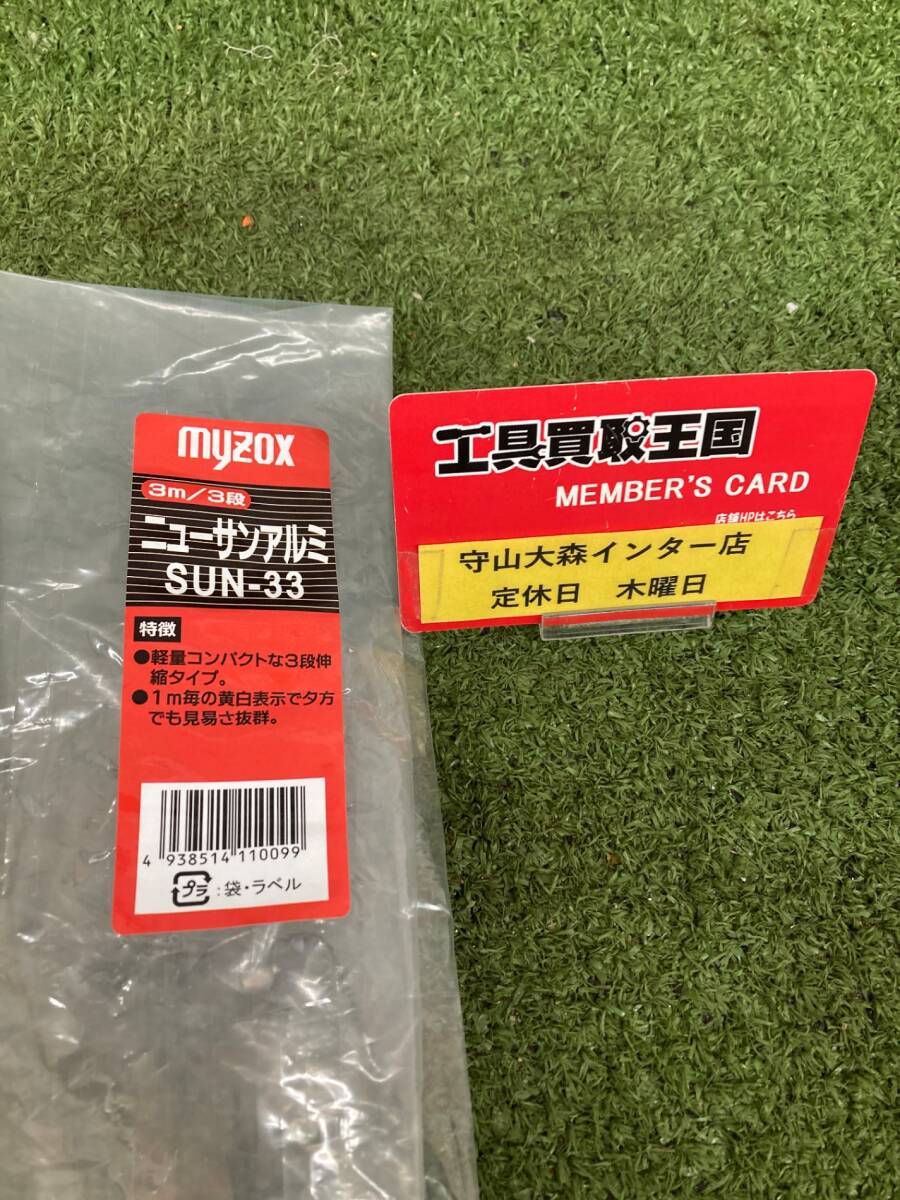 myzox
3m/3段
ニューサンアルミ
SUN-33
特徴
●軽量コンパクトな3段伸
縮タイプ。
●1m毎の黄白表示で夕方
でも見易さ抜群。
4 938514 110099
プラ:袋・ラベル
工具買取王国
MEMBER'S CARD
店舗HPはこちら
守山大森インター店
定休日 木曜日